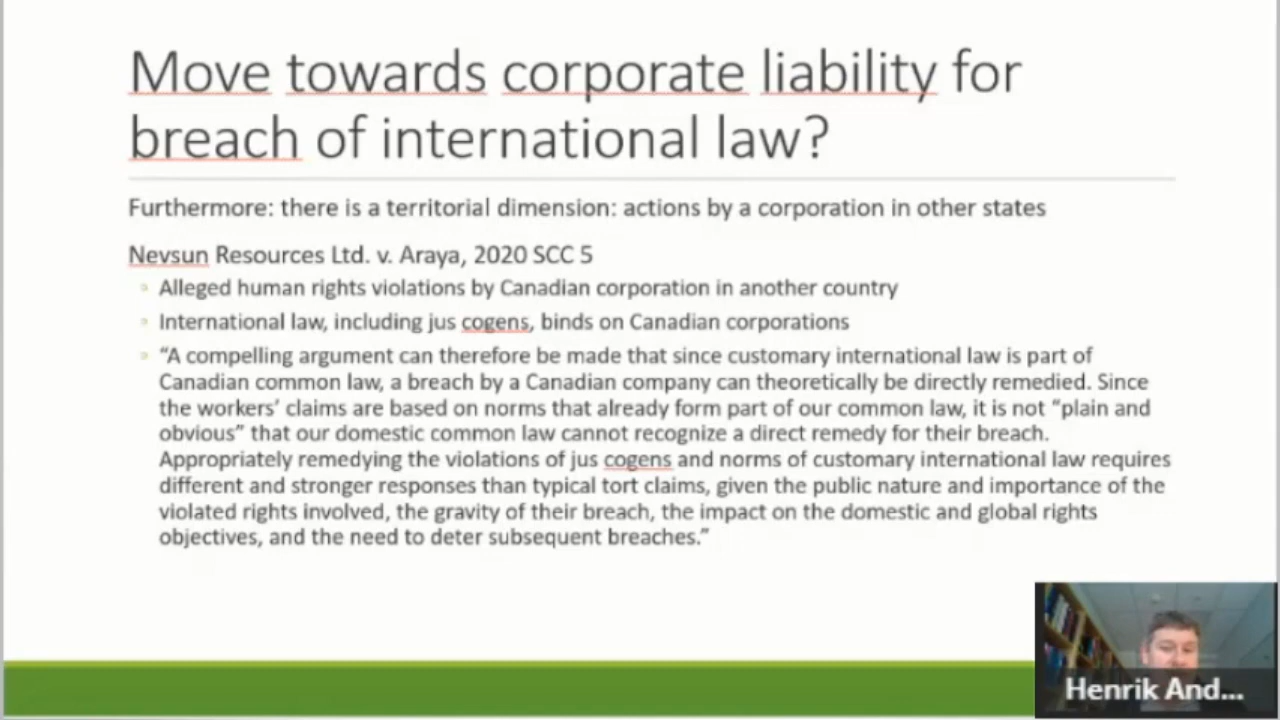 Move towards corporate liability for
breach of international law?
Furthermore: there is a territorial dimension: actions by a corporation in other states
Nevsun Resources Ltd. v. Araya, 2020 SCC 5
Alleged human rights violations by Canadian corporation in another country
International law, including jus cogens, binds on Canadian corporations
“A compelling argument can therefore be made that since customary international law is part of
Canadian common law, a breach by a Canadian company can theoretically be directly remedied. Since
the workers’ claims are based on norms that already form part of our common law, it is not “plain and
obvious” that our domestic common law cannot recognize a direct remedy for their breach.
Appropriately remedying the violations of jus cogens and norms of customary international law requires
different and stronger responses than typical tort claims, given the public nature and importance of the
violated rights involved, the gravity of their breach, the impact on the domestic and global rights
objectives, and the need to deter subsequent breaches.”
Henrik And...